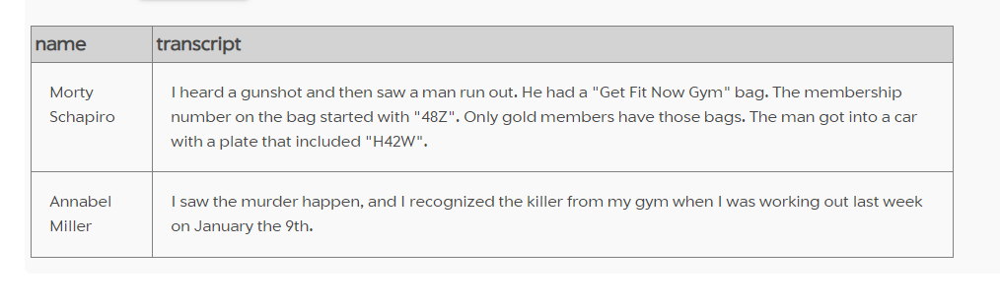 name transcript
Morty I heard a gunshot and then saw a man run out. He had a "Get Fit Now Gym" bag. The membership
Schapiro number on the bag started with "48Z". Only gold members have those bags. The man got into a car
with a plate that included "H42W".
Annabel I saw the murder happen, and I recognized the killer from my gym when I was working out last week
Miller on January the 9th.